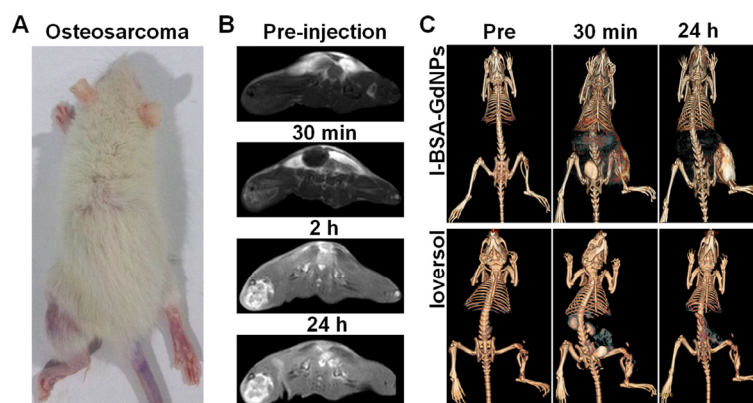 A
Osteosarcoma
B
Pre-injection
30 min
2 h
24 h
C
Pre
30 min
24 h
I-BSA-GdNPs
Ioversol